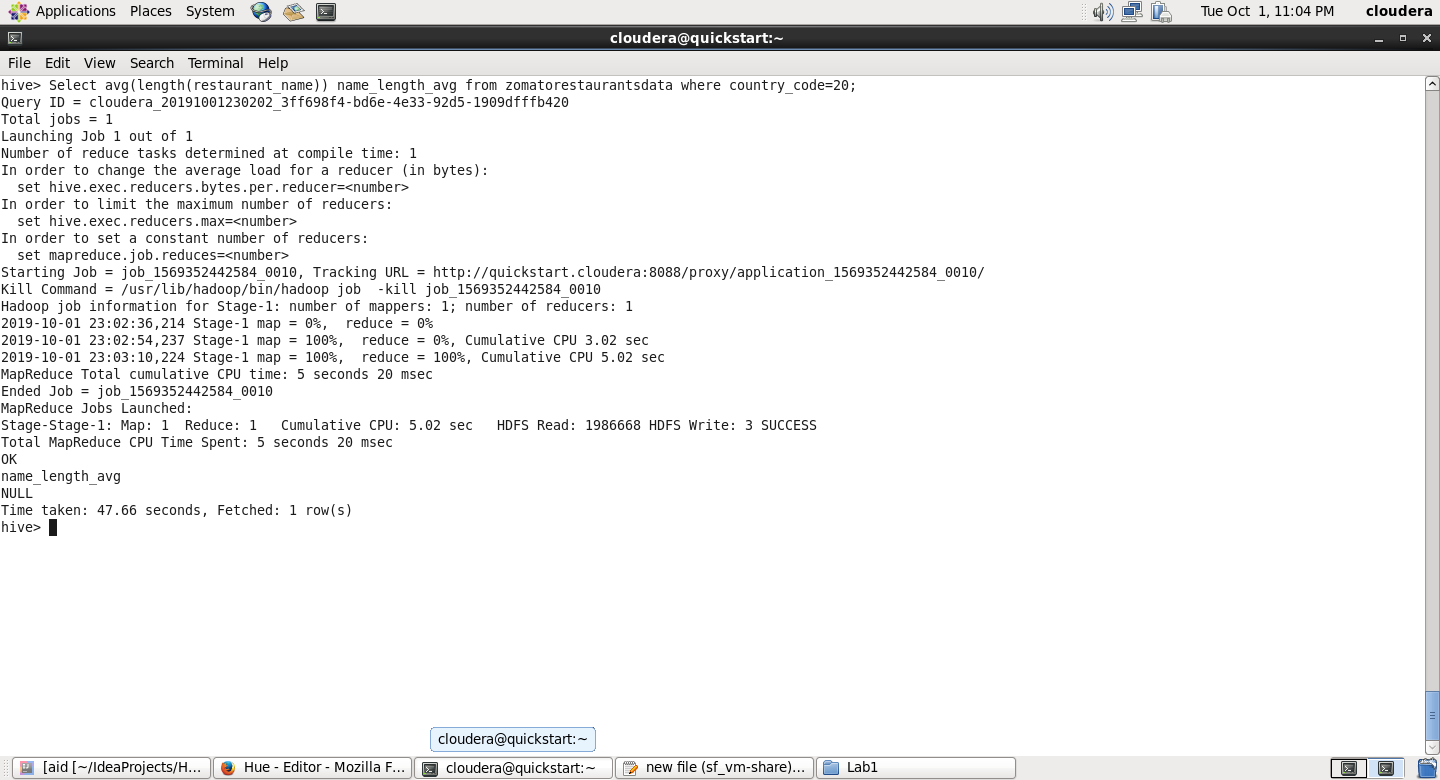 Applications Places System Tue Oct 1, 11:04 PM cloudera
cloudera@quickstart:~
File Edit View Search Terminal Help
hive> Select avg(length(restaurant_name)) name_length_avg from zomatorestaurantsdata where country_code=20;
Query ID = cloudera_20191001230202_3ff698f4-bd6e-4e33-92d5-1909dfffb420
Total jobs = 1
Launching Job 1 out of 1
Number of reduce tasks determined at compile time: 1
In order to change the average load for a reducer (in bytes):
  set hive.exec.reducers.bytes.per.reducer=<number>
In order to limit the maximum number of reducers:
  set hive.exec.reducers.max=<number>
In order to set a constant number of reducers:
  set mapreduce.job.reduces=<number>
Starting Job = job_1569352442584_0010, Tracking URL = http://quickstart.cloudera:8088/proxy/application_1569352442584_0010/
Kill Command = /usr/lib/hadoop/bin/hadoop job  -kill job_1569352442584_0010
Hadoop job information for Stage-1: number of mappers: 1; number of reducers: 1
2019-10-01 23:02:36,214 Stage-1 map = 0%,  reduce = 0%
2019-10-01 23:02:54,237 Stage-1 map = 100%,  reduce = 0%, Cumulative CPU 3.02 sec
2019-10-01 23:03:10,224 Stage-1 map = 100%,  reduce = 100%, Cumulative CPU 5.02 sec
MapReduce Total cumulative CPU time: 5 seconds 20 msec
Ended Job = job_1569352442584_0010
MapReduce Jobs Launched:
Stage-Stage-1: Map: 1  Reduce: 1   Cumulative CPU: 5.02 sec   HDFS Read: 1986668 HDFS Write: 3 SUCCESS
Total MapReduce CPU Time Spent: 5 seconds 20 msec
OK
name_length_avg
NULL
Time taken: 47.66 seconds, Fetched: 1 row(s)
hive>
cloudera@quickstart:~
[aid [~/IdeaProjects/H... Hue - Editor - Mozilla F... cloudera@quickstart:~ new file (sf_vm-share)... Lab1